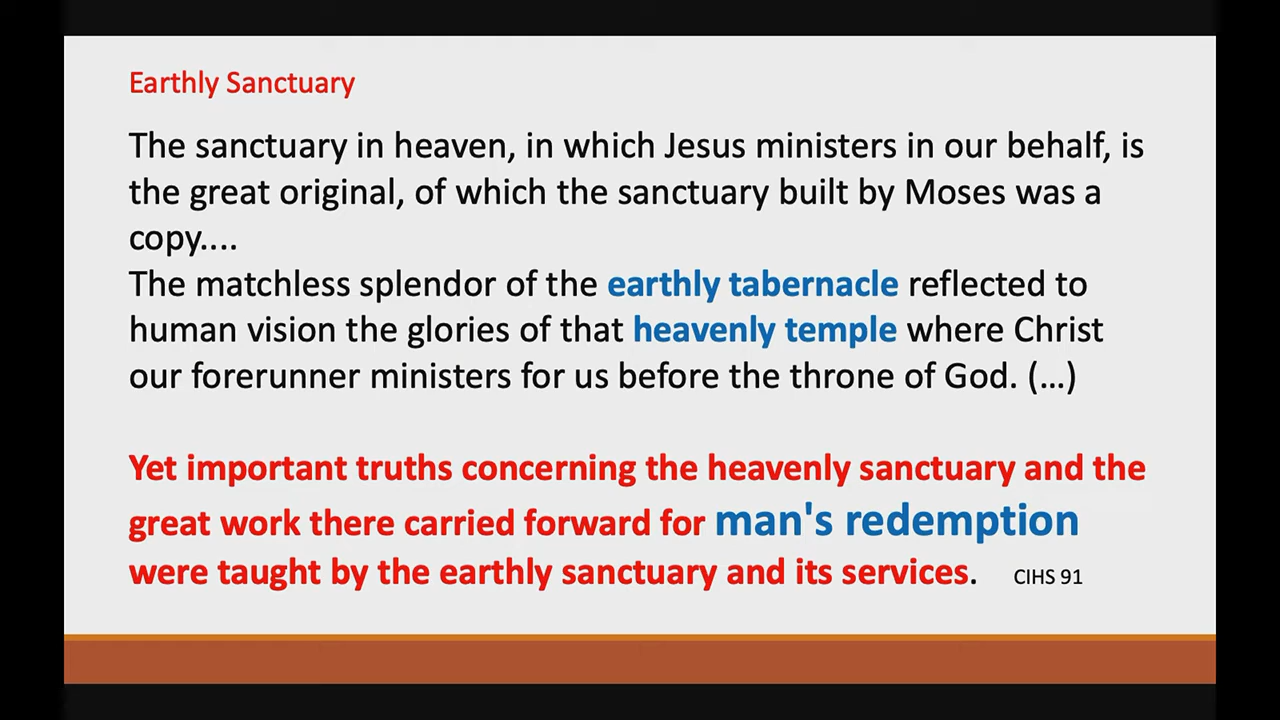 Earthly Sanctuary
The sanctuary in heaven, in which Jesus ministers in our behalf, is
the great original, of which the sanctuary built by Moses was a
copy....
The matchless splendor of the earthly tabernacle reflected to
human vision the glories of that heavenly temple where Christ
our forerunner ministers for us before the throne of God. (...)
Yet important truths concerning the heavenly sanctuary and the
great work there carried forward for man's redemption
were taught by the earthly sanctuary and its services. CIHS 91